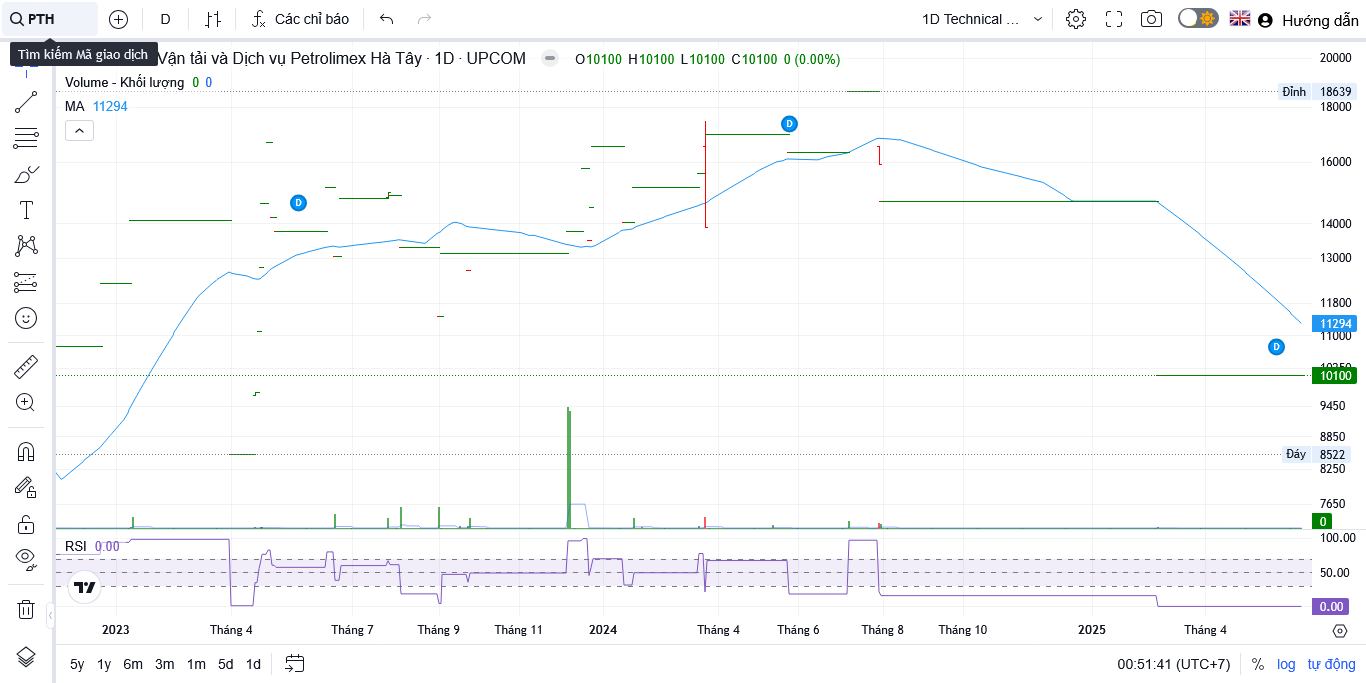 PTH
D
Các chỉ báo
1D Technical ...
Hướng dẫn
Tìm kiếm Mã giao dịch
Vận tải và Dịch vụ Petrolimex Hà Tây · 1D · UPCOM
O10100 H10100 L10100 C10100 0 (0.00%)
Volume - Khối lượng 0 0
MA 11294
20000
Đỉnh 18639
18000
D
16000
D
14000
13000
11800
11294
11000
D
10100
9450
8850
Đáy 8522
8250
7650
0
RSI 0.00
100.00
50.00
0.00
2023 Tháng 4 Tháng 7 Tháng 9 Tháng 11 2024 Tháng 4 Tháng 6 Tháng 8 Tháng 10 2025 Tháng 4
5y 1y 6m 3m 1m 5d 1d
00:51:41 (UTC+7) % log tự động